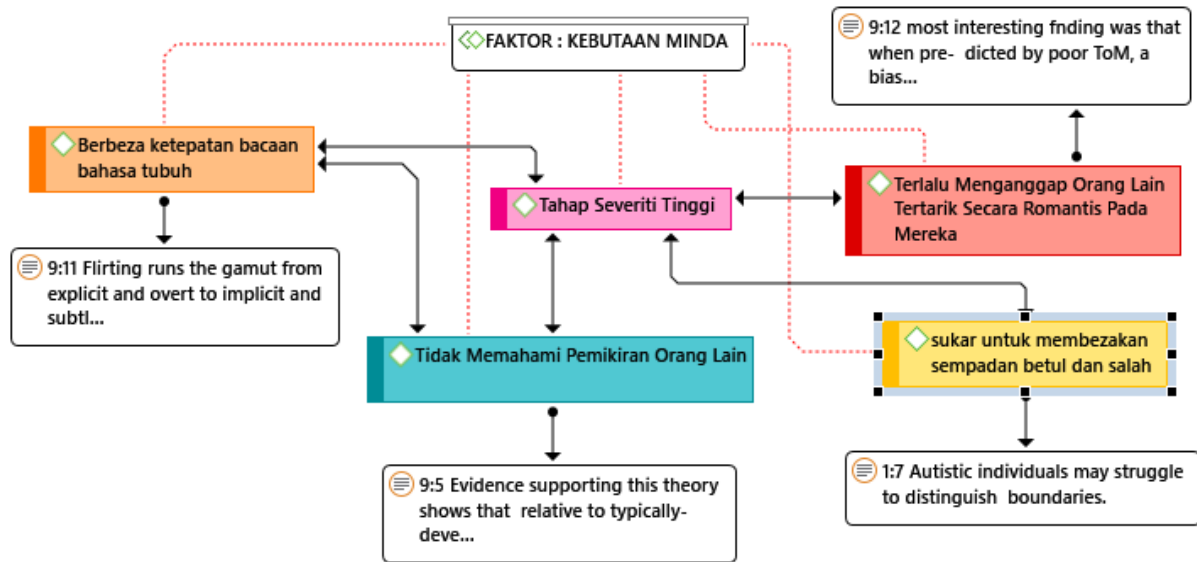 FAKTOR : KEBUTAAN MINDA
9:12 most interesting fnding was that
when pre-  dicted by poor ToM, a
bias...
Berbeza ketepatan bacaan
bahasa tubuh
Tahap Severiti Tinggi
Terlalu Menganggap Orang Lain
Tertarik Secara Romantis Pada
Mereka
9:11 Flirting runs the gamut from
explicit and overt to implicit and
subtl...
Tidak Memahami Pemikiran Orang Lain
sukar untuk membezakan
sempadan betul dan salah
9:5 Evidence supporting this theory
shows that  relative to typically-
deve...
1:7 Autistic individuals may struggle
to distinguish  boundaries.